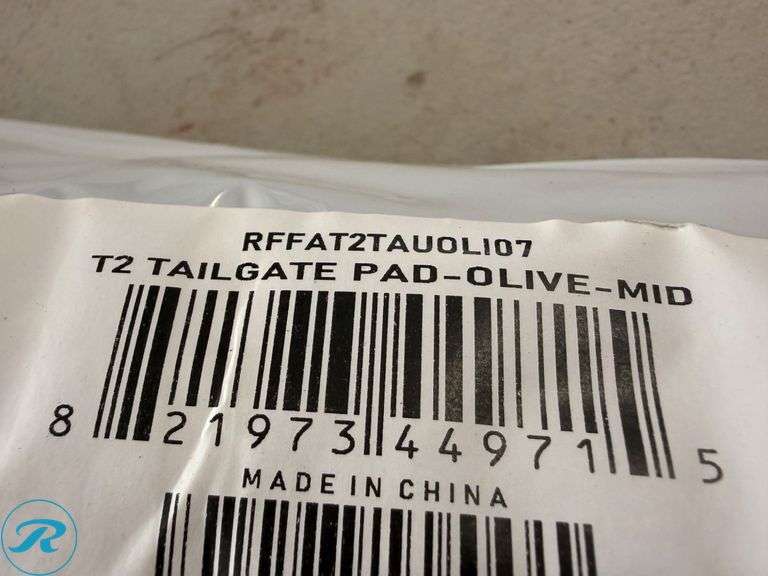 RFFAT2TAUOLI07
T2 TAILGATE PAD-OLIVE-MID
8 21973 44971 5
MADE IN CHINA
R